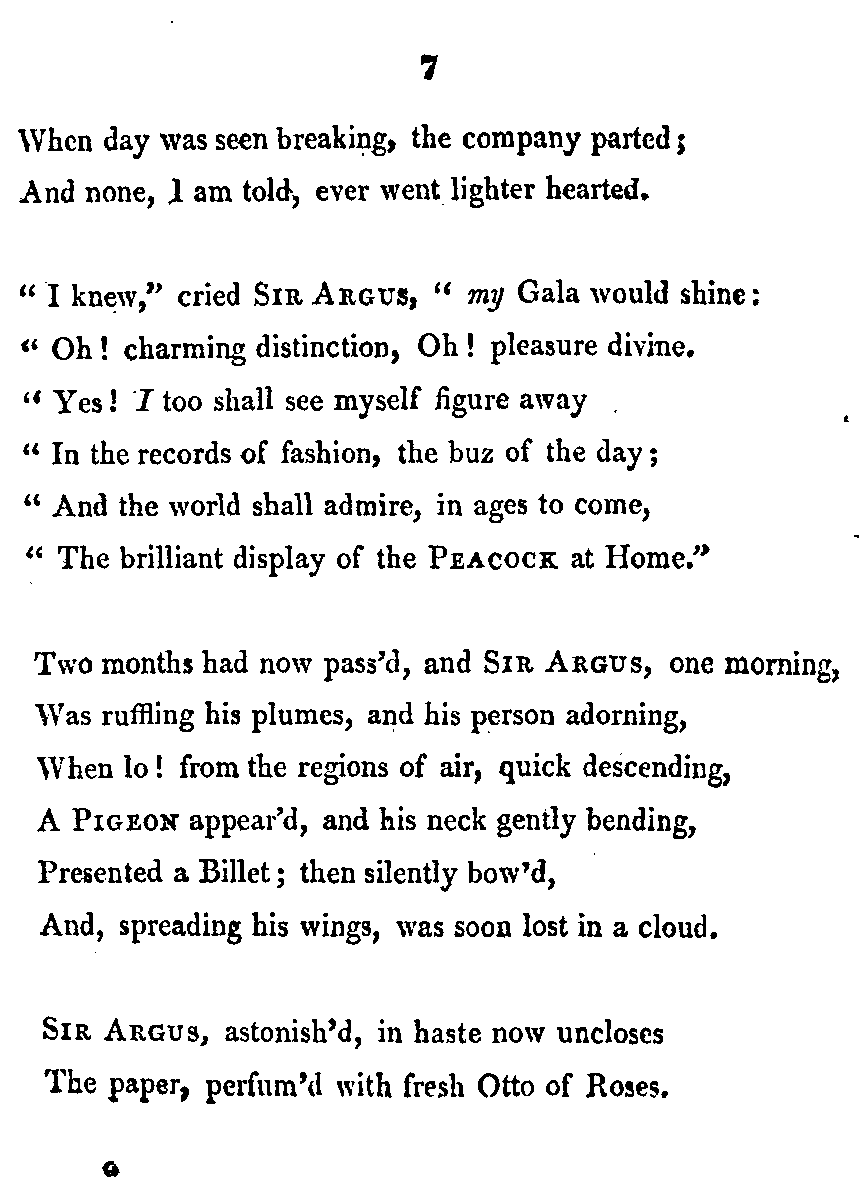 7
When day was seen breaking, the company parted;
And none, I am told, ever went lighter hearted.
“ I knew,” cried Sir Argus, “ my Gala would shine:
“ Oh! charming distinction, Oh! pleasure divine.
“ Yes! I too shall see myself figure away
“ In the records of fashion, the buz of the day;
“ And the world shall admire, in ages to come,
“ The brilliant display of the Peacock at Home.”
Two months had now pass’d, and Sir Argus, one morning,
Was ruffling his plumes, and his person adorning,
When lo! from the regions of air, quick descending,
A Pigeon appear’d, and his neck gently bending,
Presented a Billet; then silently bow’d,
And, spreading his wings, was soon lost in a cloud.
Sir Argus, astonish’d, in haste now uncloses
The paper, perfum’d with fresh Otto of Roses.